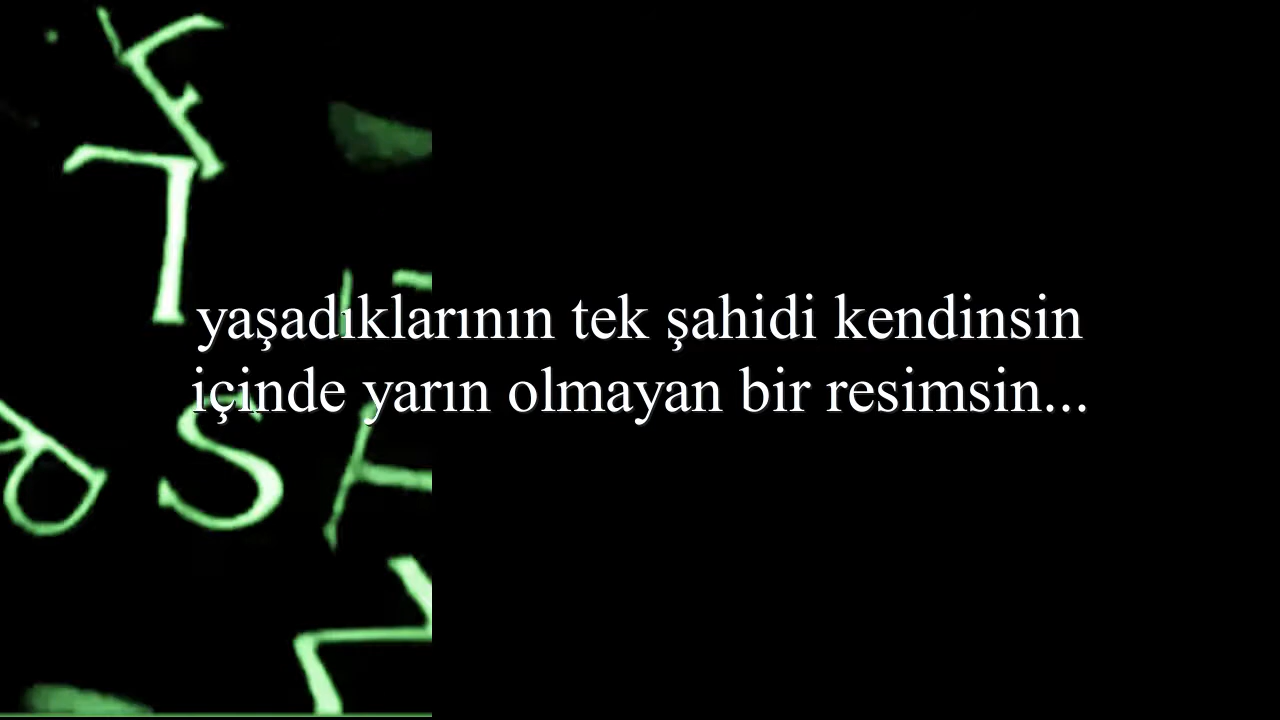 yaşadıklarının tek şahidi kendinsin
içinde yarın olmayan bir resimsin...